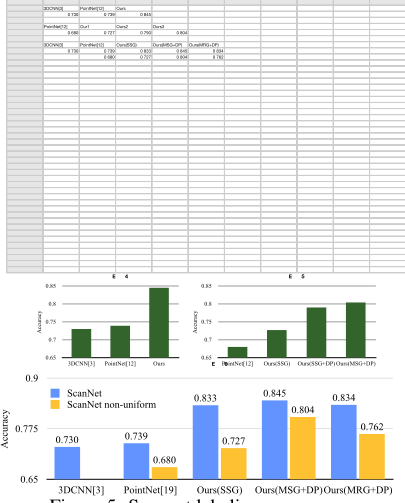 3DCNN[3] PointNet[12] Ours
0.730 0.739 0.845
PointNet[12] Our1 Ours2 Ours3
0.680 0.727 0.790 0.804
3DCNN[3] PointNet[12] Ours(SSG) Ours(MSG+DP) Ours(MRG+DP)
0.730 0.739 0.833 0.845 0.834
0.680 0.727 0.804 0.762
E 4
E 5
0.85
0.8
0.75
0.7
0.65
Accuracy
3DCNN[3] PointNet[12] Ours
0.85
0.8
0.75
0.7
0.65
Accuracy
PointNet[12] Ours(SSG) Ours(SSG+DP) Ours(MSG+DP)
E
0.9
0.775
0.65
Accuracy
ScanNet
ScanNet non-uniform
0.730 0.739 0.680 0.833 0.727 0.845 0.804 0.834 0.762
3DCNN[3] PointNet[19] Ours(SSG) Ours(MSG+DP) Ours(MRG+DP)